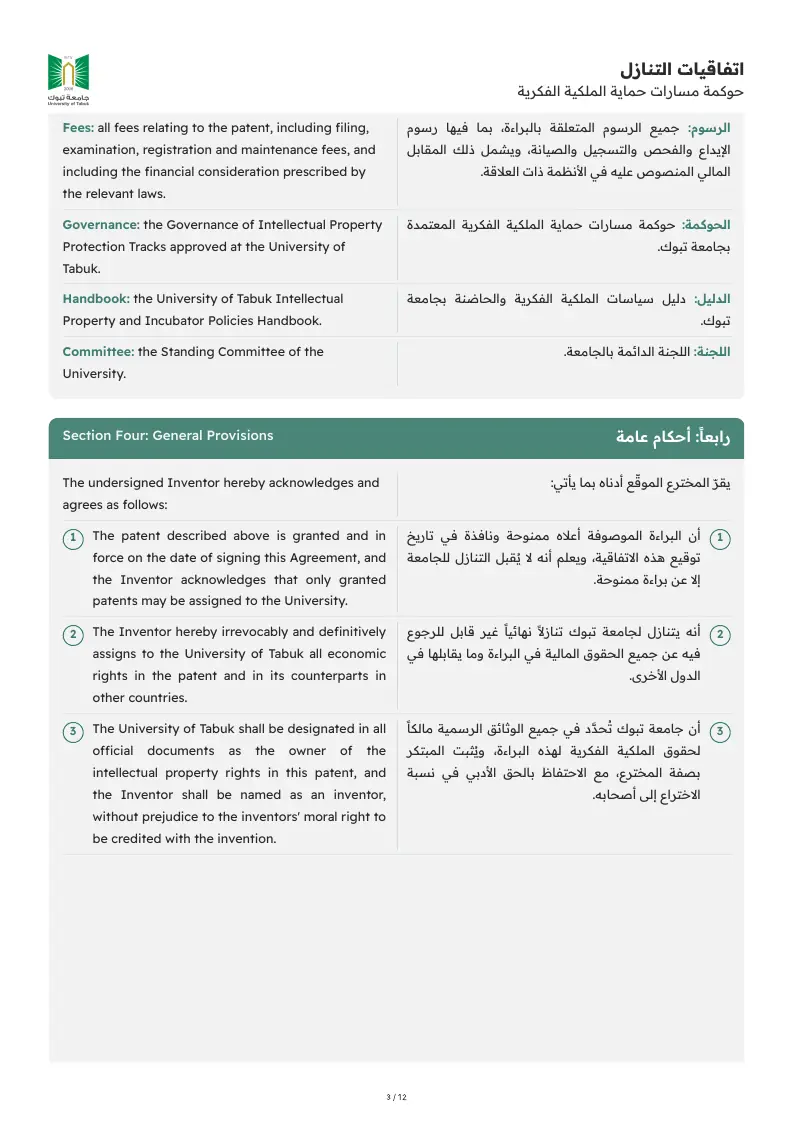 اتفاقيات التنازل
حوكمة مسارات حماية الملكية الفكرية
جامعة تبوك
University of Tabuk
Fees: all fees relating to the patent, including filing,
examination, registration and maintenance fees, and
including the financial consideration prescribed by
the relevant laws.
الرسوم: جميع الرسوم المتعلقة بالبراءة، بما فيها رسوم
الإيداع والفحص والتسجيل والصيانة، ويشمل ذلك المقابل
المالي المنصوص عليه في الأنظمة ذات العلاقة.
Governance: the Governance of Intellectual Property
Protection Tracks approved at the University of
Tabuk.
الحوكمة: حوكمة مسارات حماية الملكية الفكرية المعتمدة
بجامعة تبوك.
Handbook: the University of Tabuk Intellectual
Property and Incubator Policies Handbook.
الدليل: دليل سياسات الملكية الفكرية والحاضنة بجامعة
تبوك.
Committee: the Standing Committee of the
University.
اللجنة: اللجنة الدائمة بالجامعة.
Section Four: General Provisions
رابعاً: أحكام عامة
The undersigned Inventor hereby acknowledges and
agrees as follows:
يقرّ المخترع الموقّع أدناه بما يأتي:
1 The patent described above is granted and in
force on the date of signing this Agreement, and
the Inventor acknowledges that only granted
patents may be assigned to the University.
1 أن البراءة الموصوفة أعلاه ممنوحة ونافذة في تاريخ
توقيع هذه الاتفاقية، ويعلم أنه لا يُقبل التنازل للجامعة
إلا عن براءة ممنوحة.
2 The Inventor hereby irrevocably and definitively
assigns to the University of Tabuk all economic
rights in the patent and in its counterparts in
other countries.
2 أنه يتنازل لجامعة تبوك تنازلاً نهائياً غير قابل للرجوع
فيه عن جميع الحقوق المالية في البراءة وما يقابلها في
الدول الأخرى.
3 The University of Tabuk shall be designated in all
official documents as the owner of the
intellectual property rights in this patent, and
the Inventor shall be named as an inventor,
without prejudice to the inventors' moral right to
be credited with the invention.
3 أن جامعة تبوك تُحدَّد في جميع الوثائق الرسمية مالكاً
لحقوق الملكية الفكرية لهذه البراءة، ويُثبت المبتكر
بصفة المخترع، مع الاحتفاظ بالحق الأدبي في نسبة
الاختراع إلى أصحابه.
3 / 12